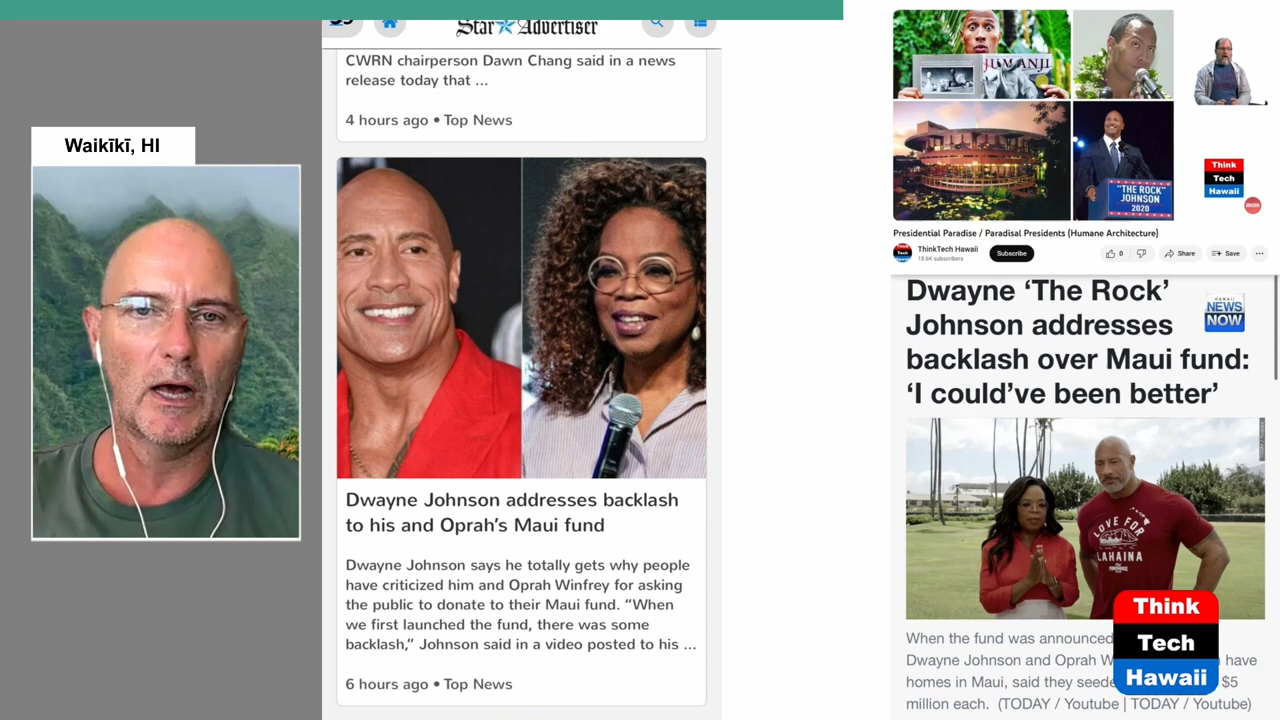 Waikīkī, HI
Star Advertiser
CWRN chairperson Dawn Chang said in a news
release today that ...
4 hours ago • Top News
Dwayne Johnson addresses backlash
to his and Oprah's Maui fund
Dwayne Johnson says he totally gets why people
have criticized him and Oprah Winfrey for asking
the public to donate to their Maui fund. “When
we first launched the fund, there was some
backlash,” Johnson said in a video posted to his ...
6 hours ago • Top News
JUMANJI
"THE ROCK"
JOHNSON
2020
Think
Tech
Hawaii
Presidential Paradise / Paradisal Presidents (Humane Architecture)
ThinkTech Hawaii
18.6K subscribers
Subscribe
0
Share
Save
Dwayne ‘The Rock’
Johnson addresses
backlash over Maui fund:
‘I could’ve been better’
HAWAII
NEWS
NOW
LOVE FOR
LAHAINA
When the fund was announced
Dwayne Johnson and Oprah W have
homes in Maui, said they seede $5
million each. (TODAY / Youtube | TODAY / Youtube)
Think
Tech
Hawaii